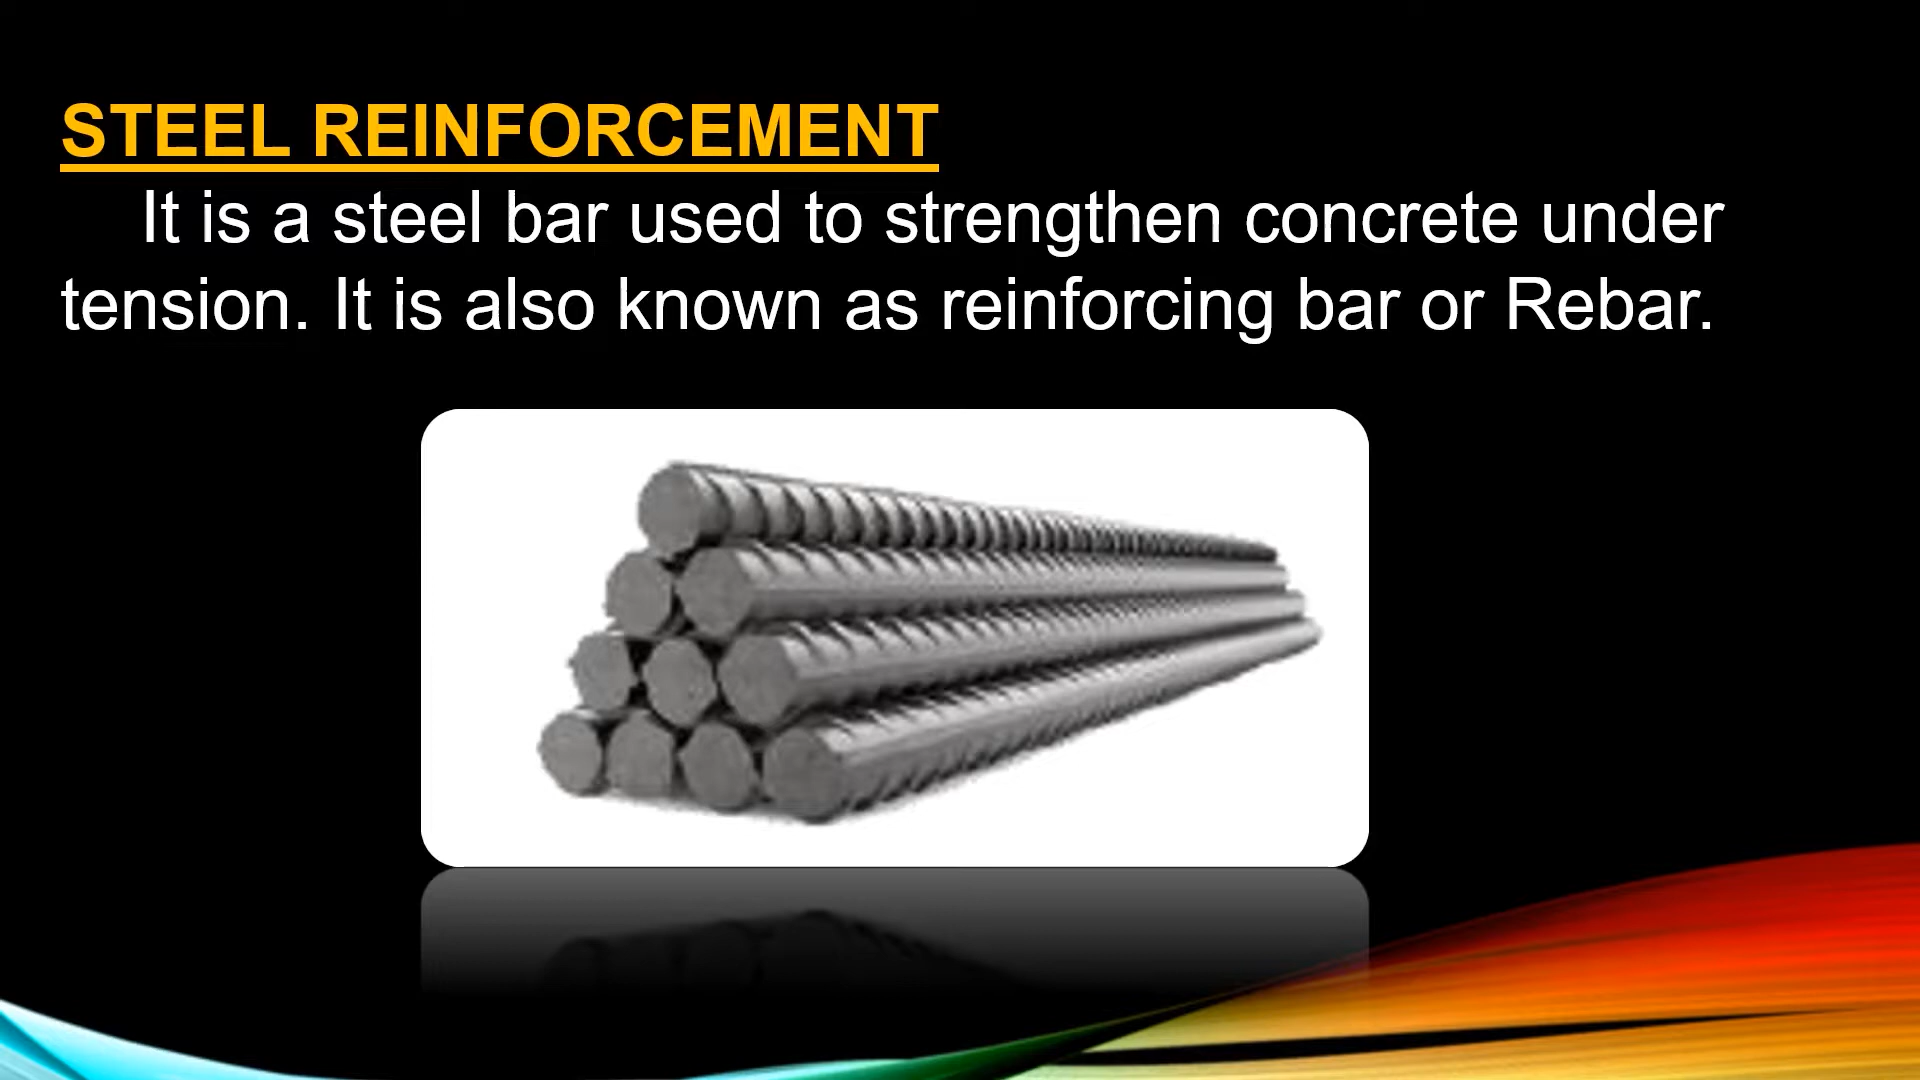 STEEL REINFORCEMENT
It is a steel bar used to strengthen concrete under
tension. It is also known as reinforcing bar or Rebar.